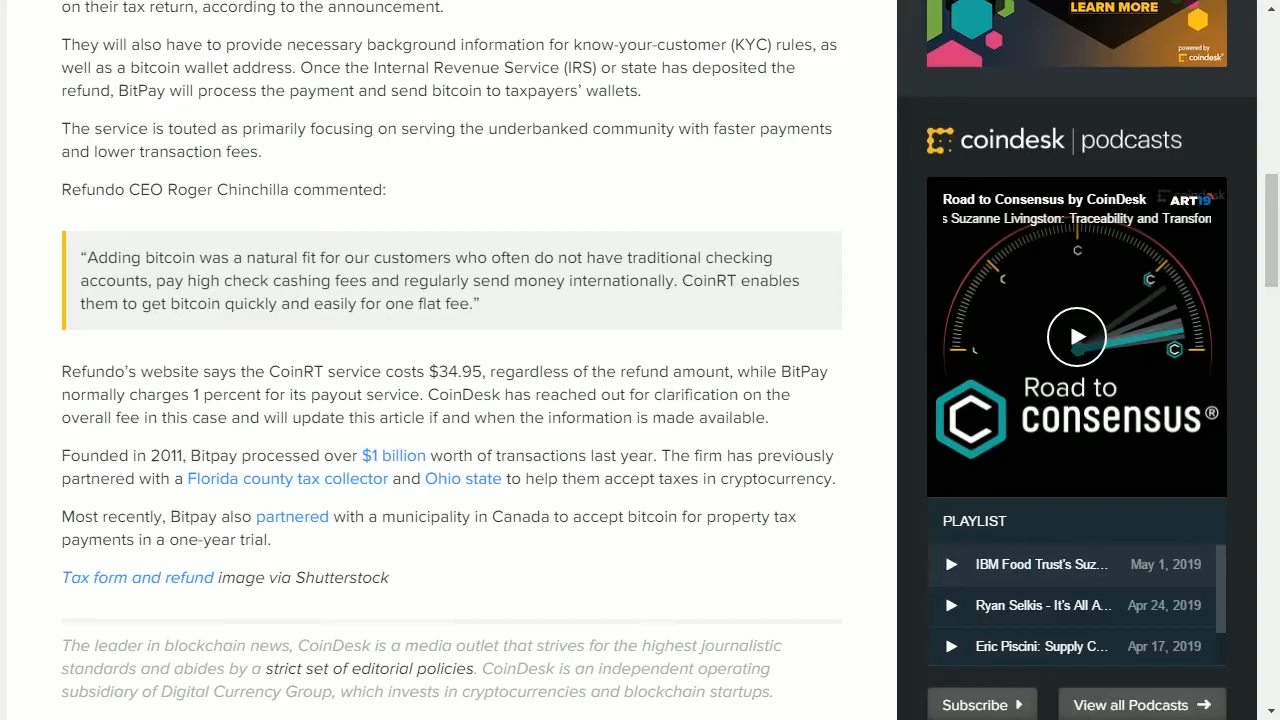 on their tax return, according to the announcement.
They will also have to provide necessary background information for know-your-customer (KYC) rules, as
well as a bitcoin wallet address. Once the Internal Revenue Service (IRS) or state has deposited the
refund, BitPay will process the payment and send bitcoin to taxpayers’ wallets.
The service is touted as primarily focusing on serving the underbanked community with faster payments
and lower transaction fees.
Refundo CEO Roger Chinchilla commented:
“Adding bitcoin was a natural fit for our customers who often do not have traditional checking
accounts, pay high check cashing fees and regularly send money internationally. CoinRT enables
them to get bitcoin quickly and easily for one flat fee.”
Refundo’s website says the CoinRT service costs $34.95, regardless of the refund amount, while BitPay
normally charges 1 percent for its payout service. CoinDesk has reached out for clarification on the
overall fee in this case and will update this article if and when the information is made available.
Founded in 2011, Bitpay processed over $1 billion worth of transactions last year. The firm has previously
partnered with a Florida county tax collector and Ohio state to help them accept taxes in cryptocurrency.
Most recently, Bitpay also partnered with a municipality in Canada to accept bitcoin for property tax
payments in a one-year trial.
Tax form and refund image via Shutterstock
The leader in blockchain news, CoinDesk is a media outlet that strives for the highest journalistic
standards and abides by a strict set of editorial policies. CoinDesk is an independent operating
subsidiary of Digital Currency Group, which invests in cryptocurrencies and blockchain startups.
LEARN MORE
powered by
coindesk
coindesk | podcasts
Road to Consensus by CoinDesk ART19
s Suzanne Livingston: Traceability and Transfor
Road to
consensus®
PLAYLIST
IBM Food Trust's Suz... May 1, 2019
Ryan Selkis - It's All A... Apr 24, 2019
Eric Piscini: Supply C... Apr 17, 2019
Subscribe
View all Podcasts